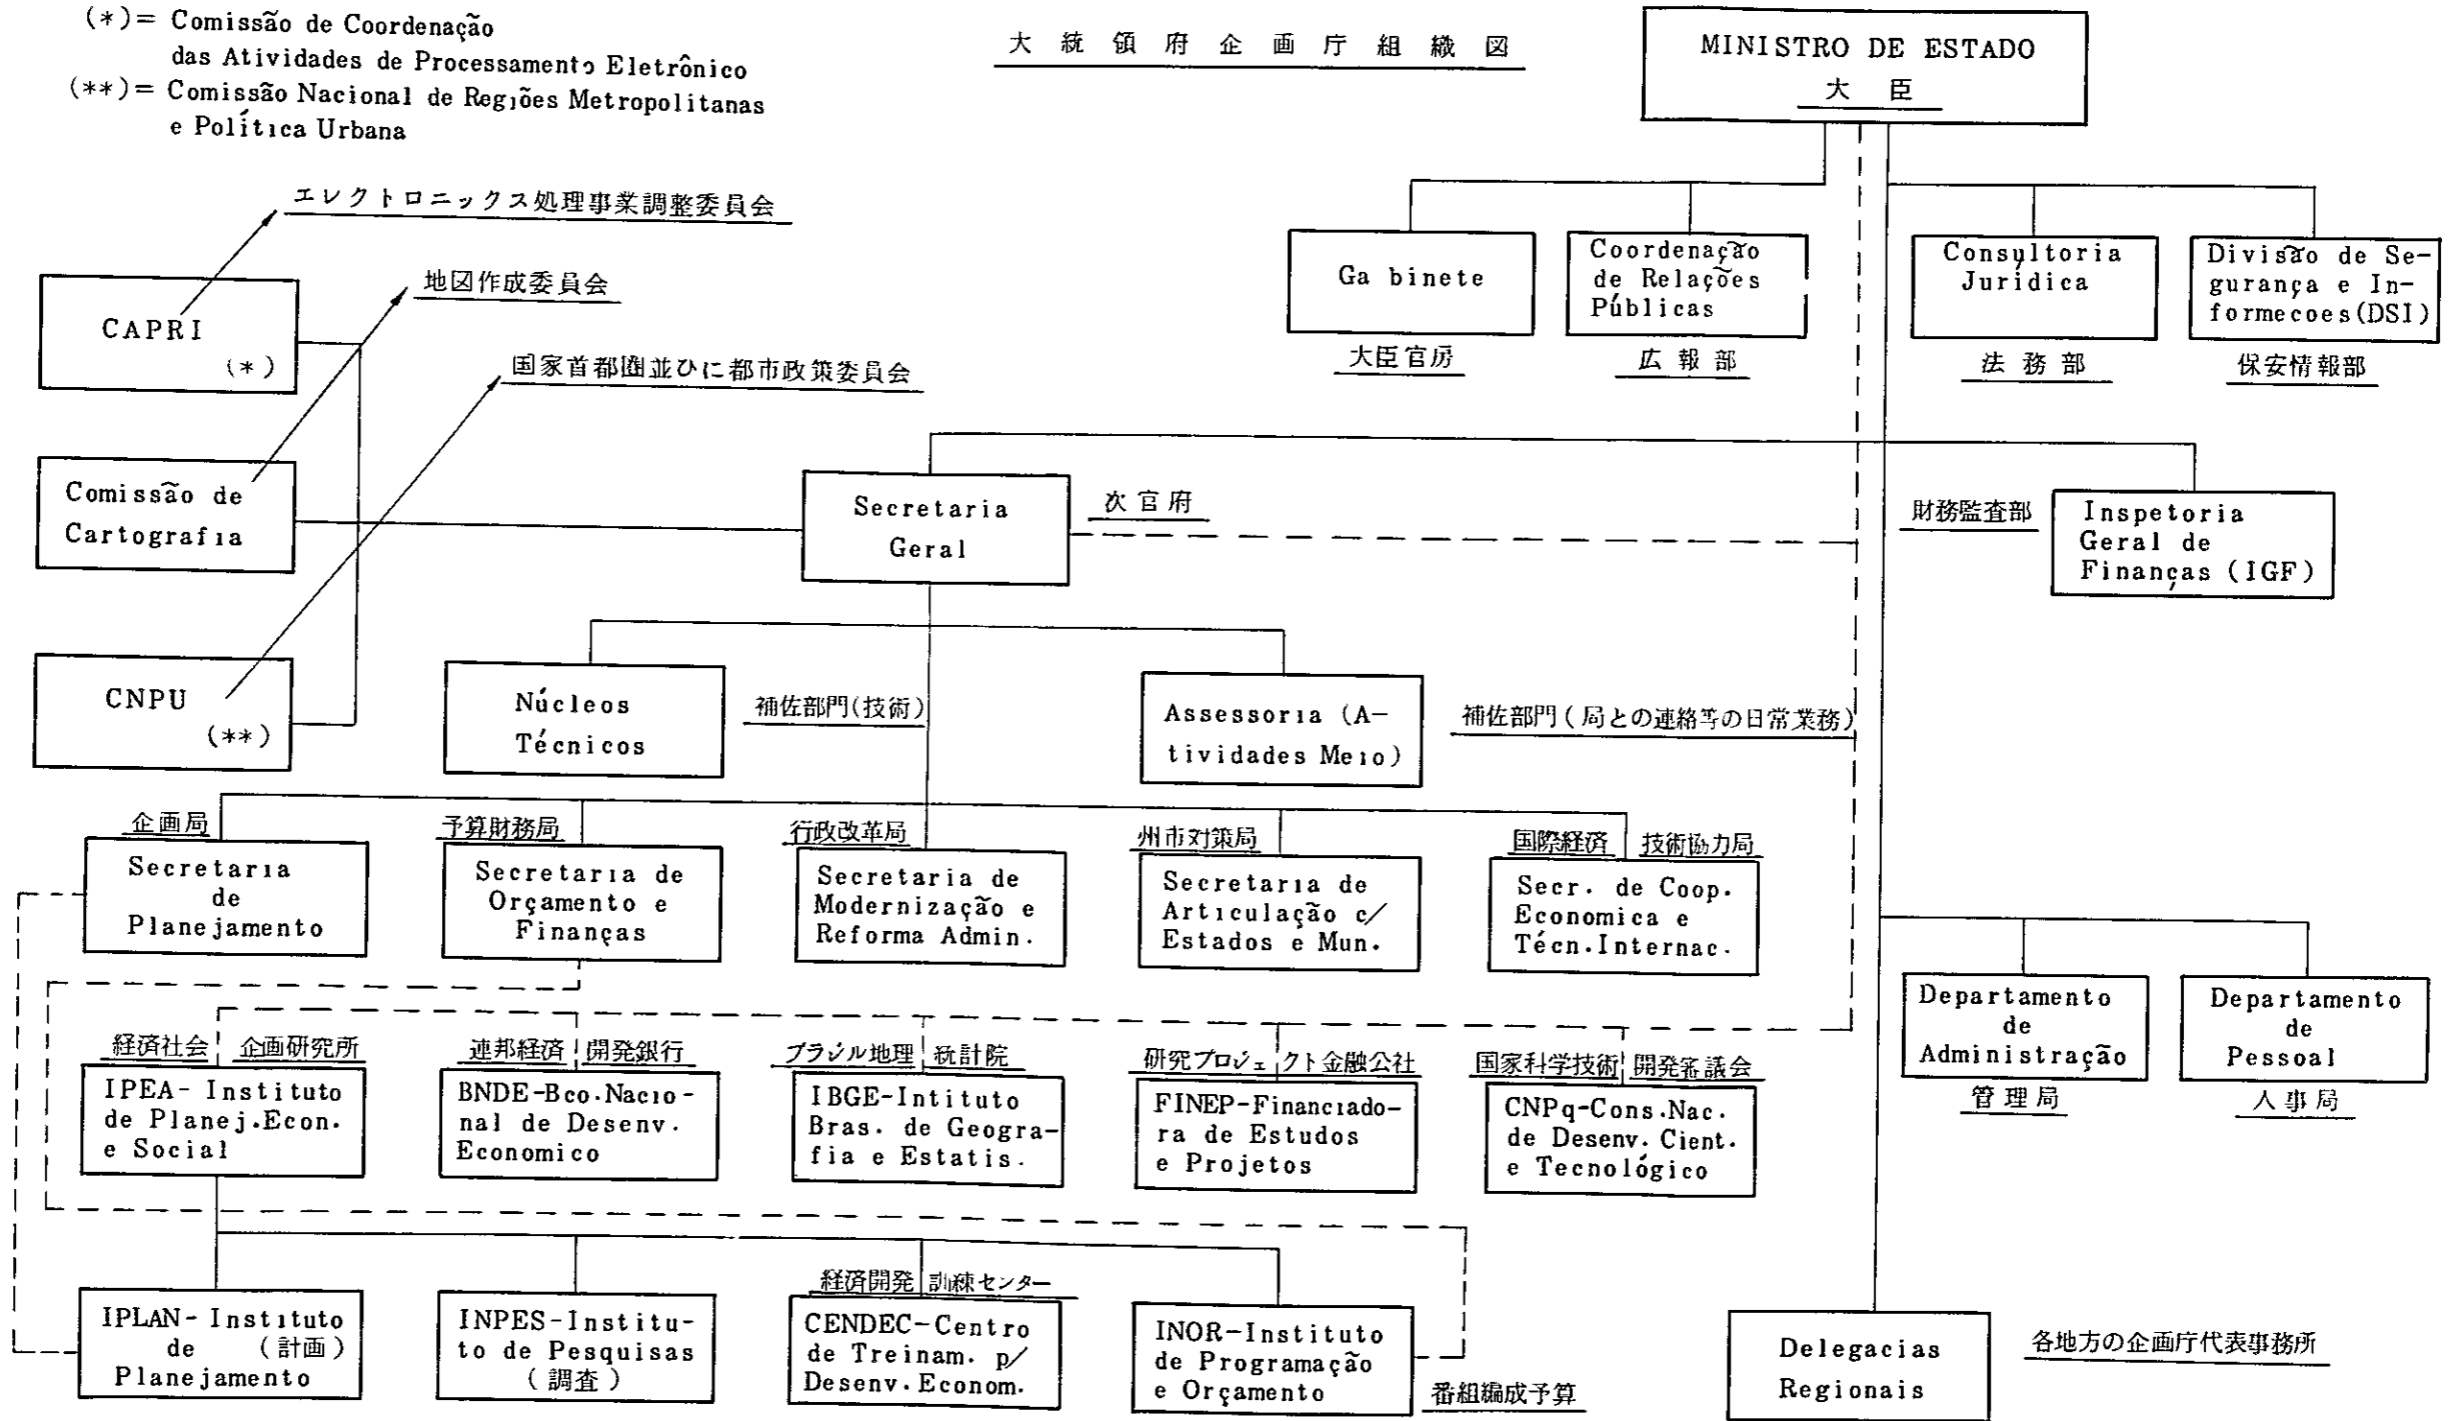 (*)= Comissão de Coordenação
das Atividades de Processamento Eletrônico
(**)= Comissão Nacional de Regiões Metropolitanas
e Política Urbana
大統領府企画庁組織図
MINISTRO DE ESTADO
大臣
エレクトロニックス処理事業調整委員会
地図作成委員会
国家首都圏並ひに都市政策委員会
CAPRI
(*)
Comissão de
Cartografia
CNPU
(**)
Gabinete
大臣官房
Coordenação
de Relações
Públicas
広報部
Consultoria
Jurídica
法務部
Divisão de Se-
gurança e In-
formecoes(DSI)
保安情報部
Secretaria
Geral
次官府
財務監査部
Inspetoria
Geral de
Finanças (IGF)
Núcleos
Técnicos
補佐部門(技術)
Assessoria (A-
tividades Meio)
補佐部門(局との連絡等の日常業務)
企画局
Secretaria
de
Planejamento
予算財務局
Secretaria de
Orçamento e
Finanças
行政改革局
Secretaria de
Modernização e
Reforma Admin.
州市対策局
Secretaria de
Articulação c/
Estados e Mun.
国際経済技術協力局
Secr. de Coop.
Economica e
Técn.Internac.
Departamento
de
Administração
管理局
Departamento
de
Pessoal
人事局
経済社会企画研究所
IPEA- Instituto
de Planej.Econ.
e Social
連邦経済開発銀行
BNDE-Bco.Nacio-
nal de Desenv.
Economico
ブラジル地理統計院
IBGE-Intituto
Bras. de Geogra-
fia e Estatis.
研究プロジェクト金融公社
FINEP-Financiado-
ra de Estudos
e Projetos
国家科学技術開発審議会
CNPq-Cons.Nac.
de Desenv. Cient.
e Tecnológico
IPLAN- Instituto
de (計画)
Planejamento
INPES-Institu-
to de Pesquisas
(調査)
経済開発訓練センター
CENDEC-Centro
de Treinam. p/
Desenv.Econom.
INOR-Instituto
de Programação
e Orçamento
番組編成予算
Delegacias
Regionais
各地方の企画庁代表事務所